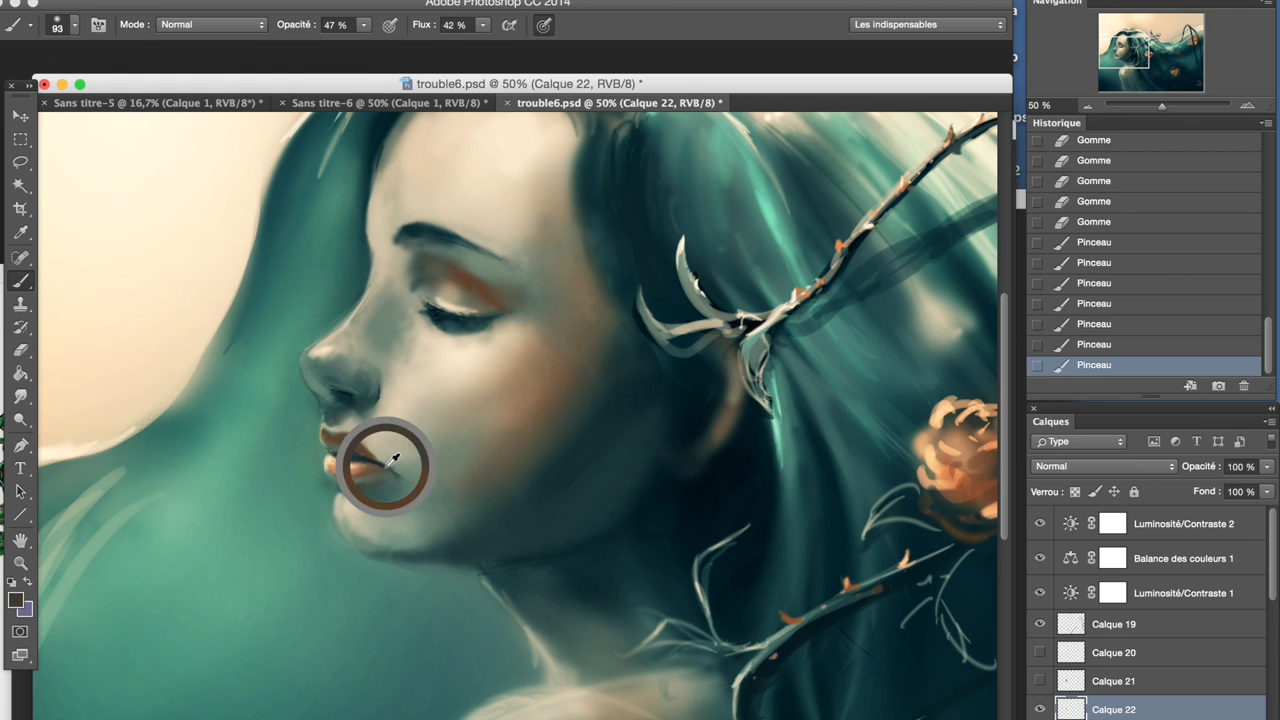 Adobe Photoshop CC 2014
93
Mode : Normal
Opacité : 47 %
Flux : 42 %
Les indispensables
trouble6.psd @ 50% (Calque 22, RVB/8) *
Sans titre-5 @ 16,7% (Calque 1, RVB/8*) *
Sans titre-6 @ 50% (Calque 1, RVB/8) *
trouble6.psd @ 50% (Calque 22, RVB/8) *
Navigation
50 %
Historique
Gomme
Gomme
Gomme
Gomme
Gomme
Pinceau
Pinceau
Pinceau
Pinceau
Pinceau
Pinceau
Pinceau
Calques
Type
Normal
Opacité : 100 %
Verrou :
Fond : 100 %
Luminosité/Contraste 2
Balance des couleurs 1
Luminosité/Contraste 1
Calque 19
Calque 20
Calque 21
Calque 22